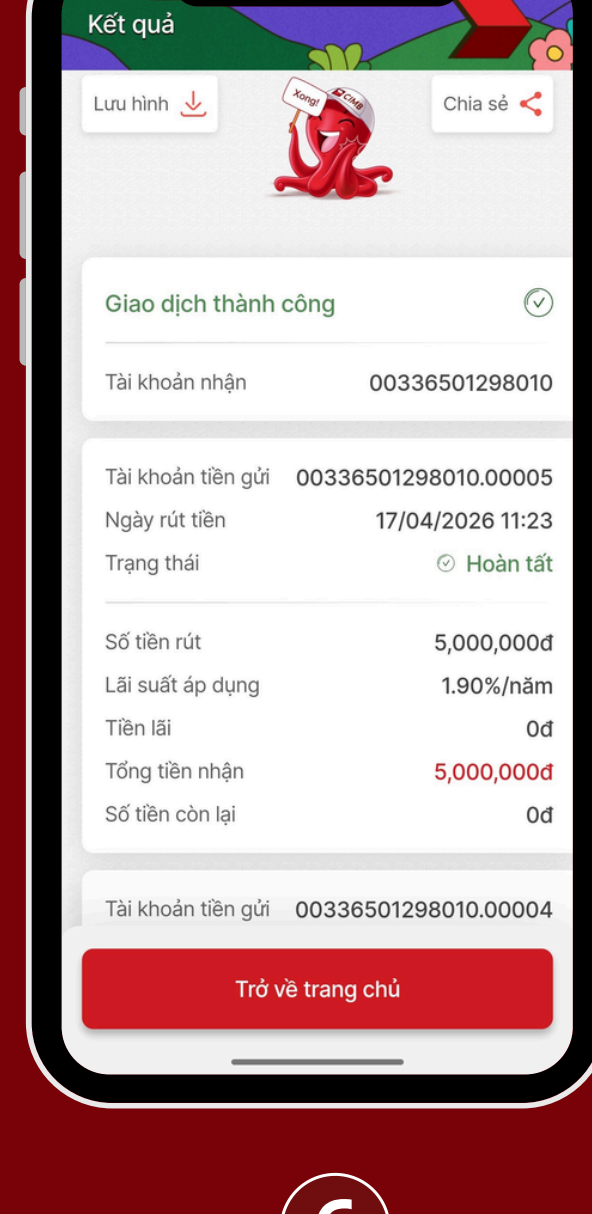 Kết quả
Lưu hình
Xong!
CIMB
Chia sẻ
Giao dịch thành công
Tài khoản nhận 00336501298010
Tài khoản tiền gửi 00336501298010.00005
Ngày rút tiền 17/04/2026 11:23
Trạng thái Hoàn tất
Số tiền rút 5,000,000đ
Lãi suất áp dụng 1.90%/năm
Tiền lãi 0đ
Tổng tiền nhận 5,000,000đ
Số tiền còn lại 0đ
Tài khoản tiền gửi 00336501298010.00004
Trở về trang chủ